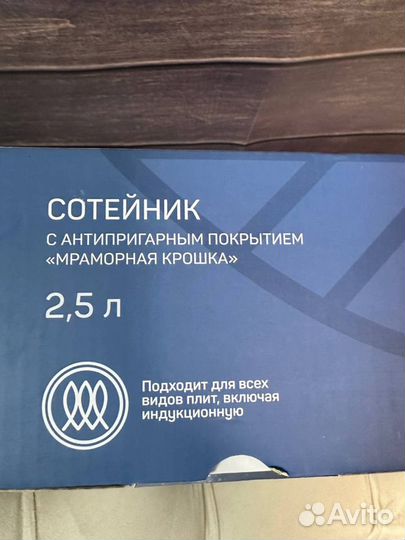 СОТЕЙНИК
С АНТИПРИГАРНЫМ ПОКРЫТИЕМ
«МРАМОРНАЯ КРОШКА»
2,5 л
Подходит для всех
видов плит, включая
индукционную
Avito